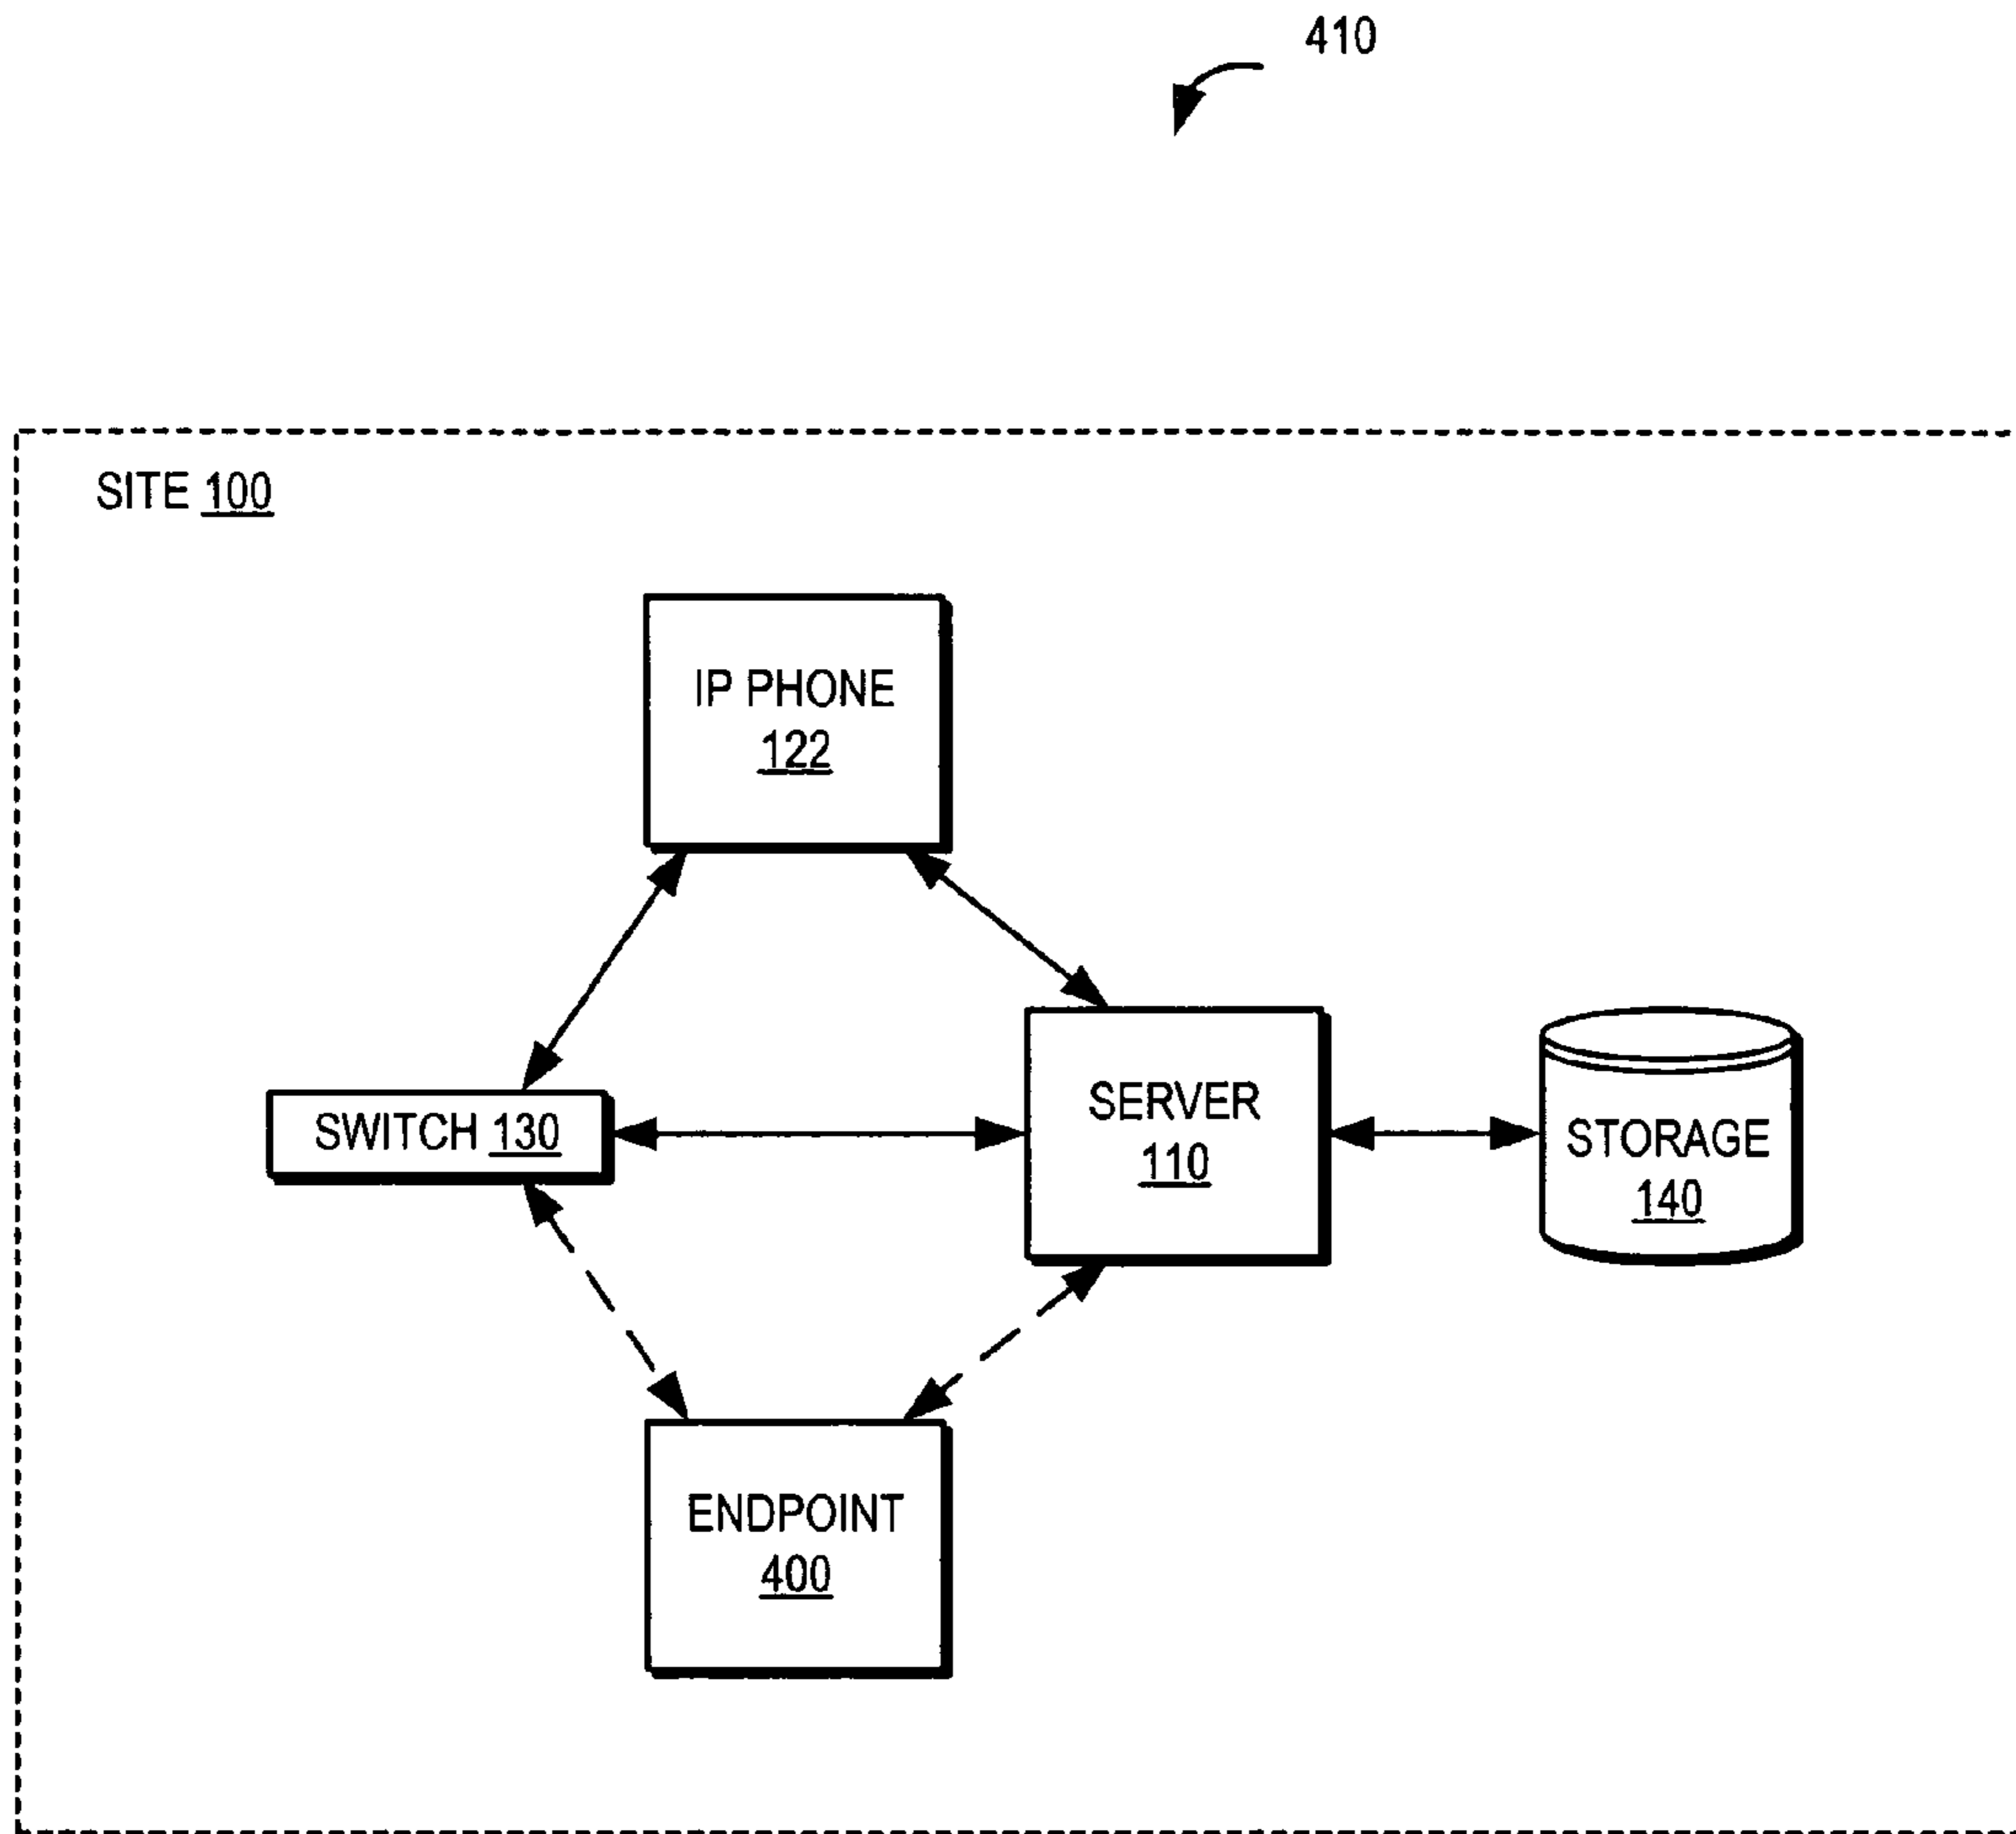 410
SITE 100
IP PHONE
122
SERVER
110
SWITCH 130
STORAGE
140
ENDPOINT
400